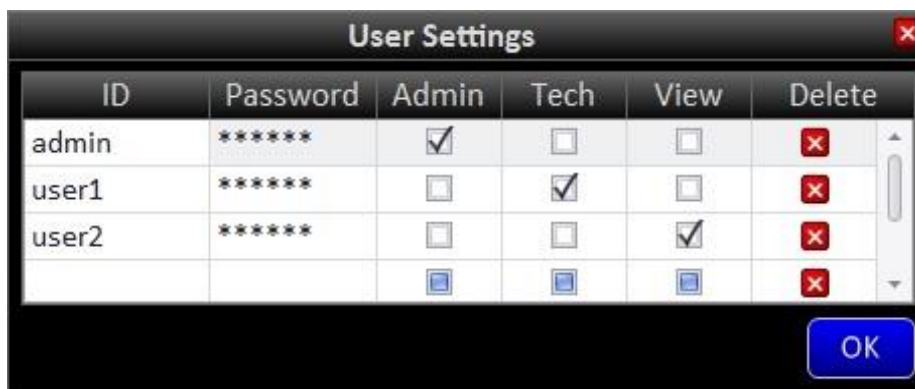 User Settings
ID Password Admin Tech View Delete
admin ******
user1 ******
user2 ******
OK